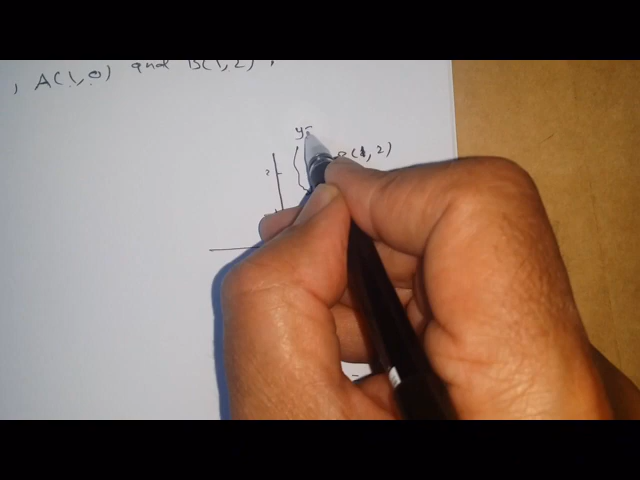 , A(1,0) and B(1,2).
y=
B(1,2)
2